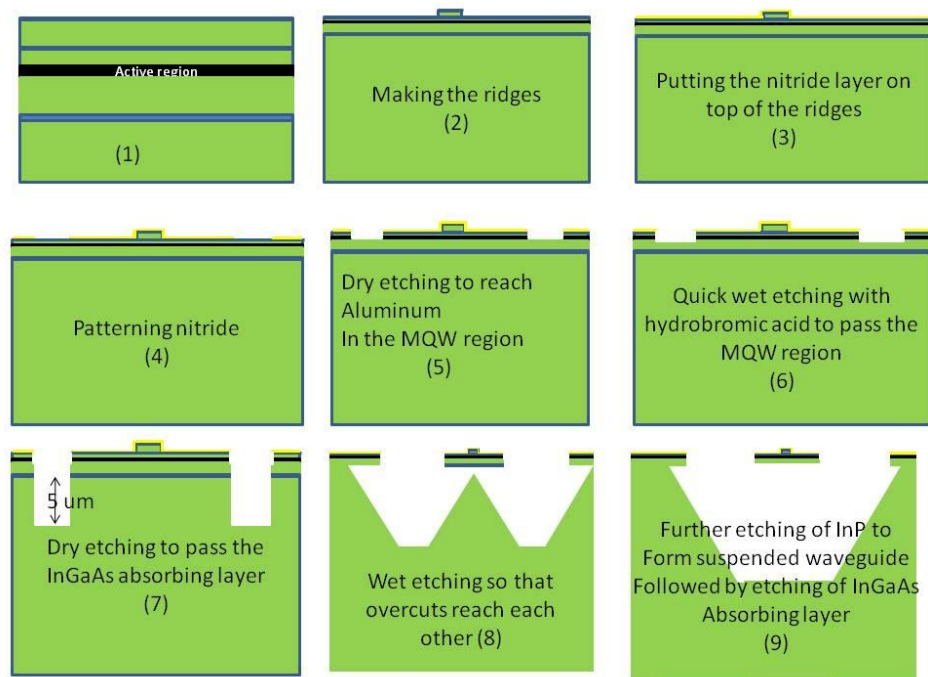 Active region
(1)
Making the ridges
(2)
Putting the nitride layer on
top of the ridges
(3)
Patterning nitride
(4)
Dry etching to reach
Aluminum
In the MQW region
(5)
Quick wet etching with
hydrobromic acid to pass the
MQW region
(6)
5 um
Dry etching to pass the
InGaAs absorbing layer
(7)
Wet etching so that
overcuts reach each
other (8)
Further etching of InP to
Form suspended waveguide
Followed by etching of InGaAs
Absorbing layer
(9)